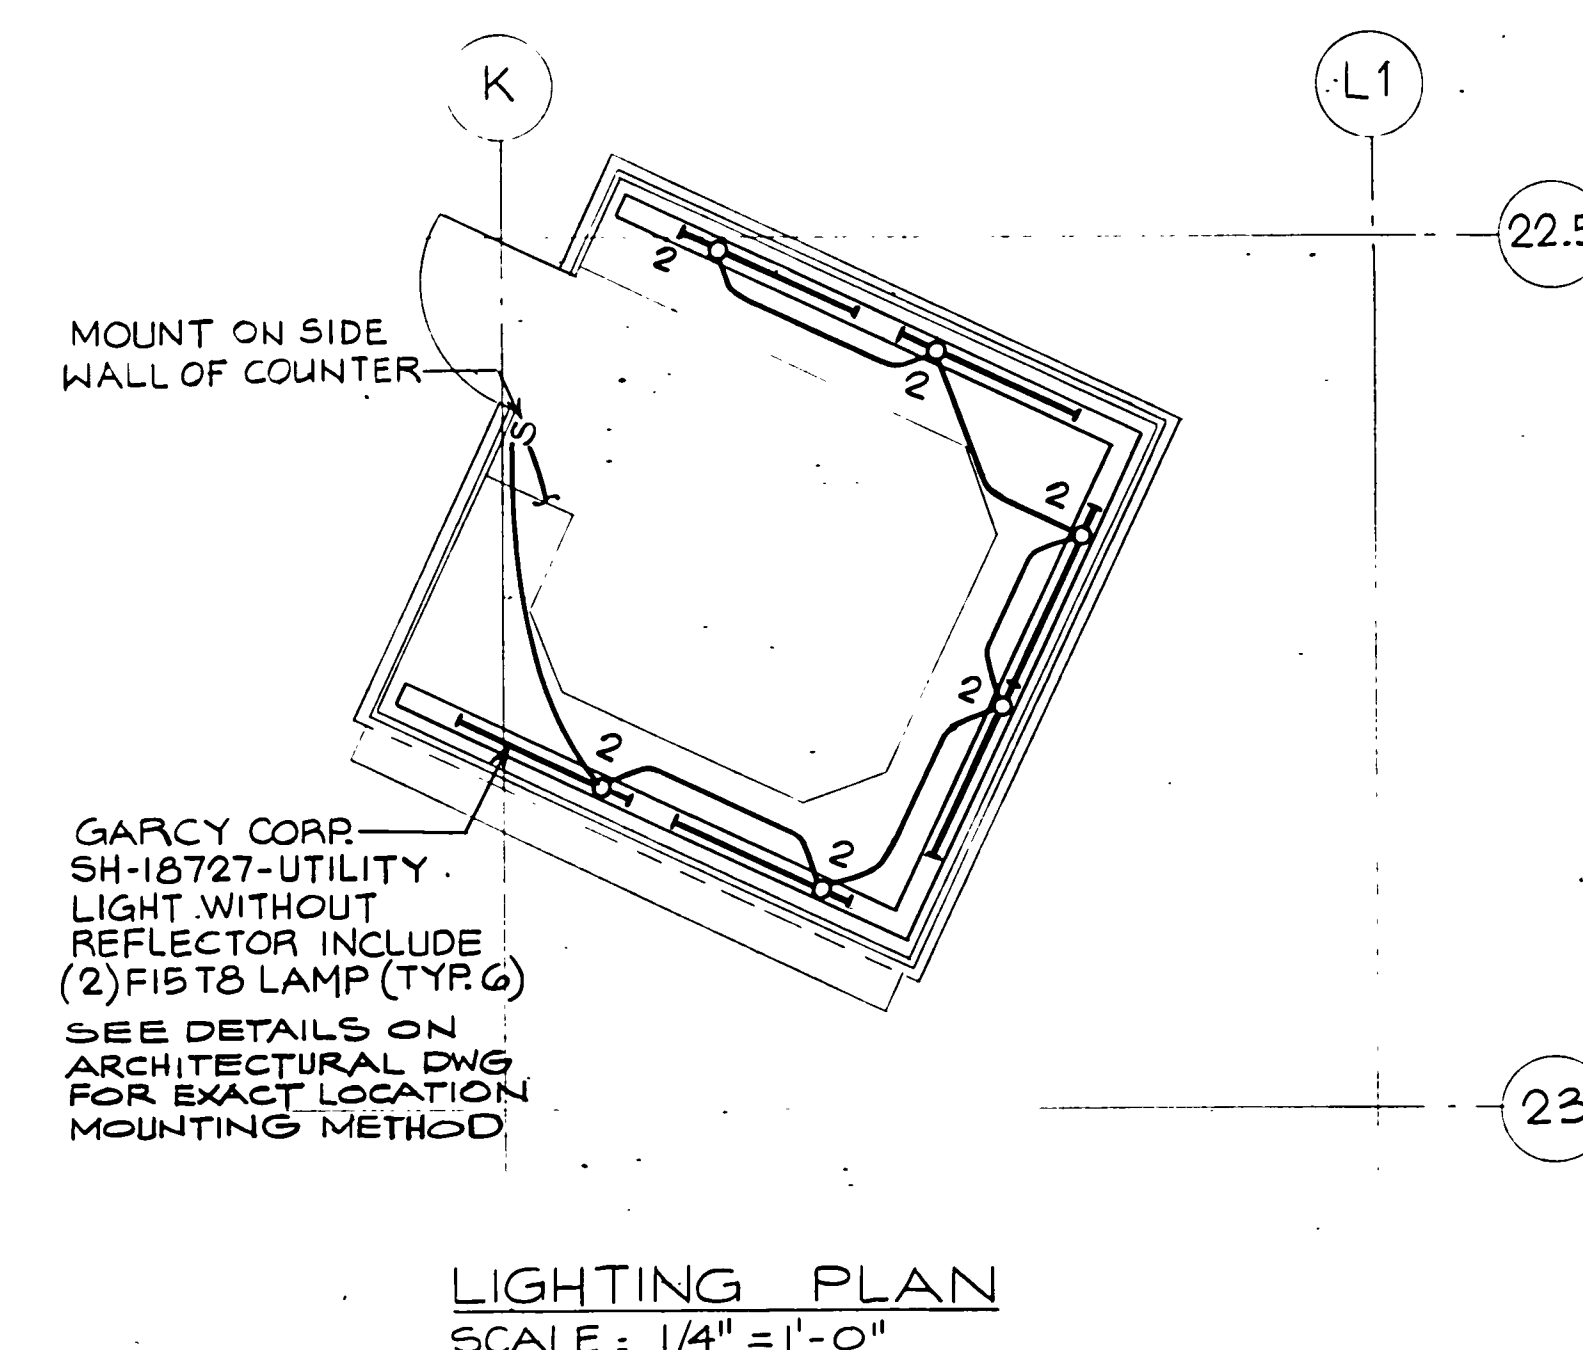 K
L1
22.5
MOUNT ON SIDE
WALL OF COUNTER
S
2
2
2
2
2
2
GARCY CORP.
SH-18727-UTILITY
LIGHT WITHOUT
REFLECTOR INCLUDE
(2) F15 T8 LAMP (TYP. 6)
SEE DETAILS ON
ARCHITECTURAL DWG
FOR EXACT LOCATION
MOUNTING METHOD
23
LIGHTING PLAN
SCALE: 1/4" = 1'-0"